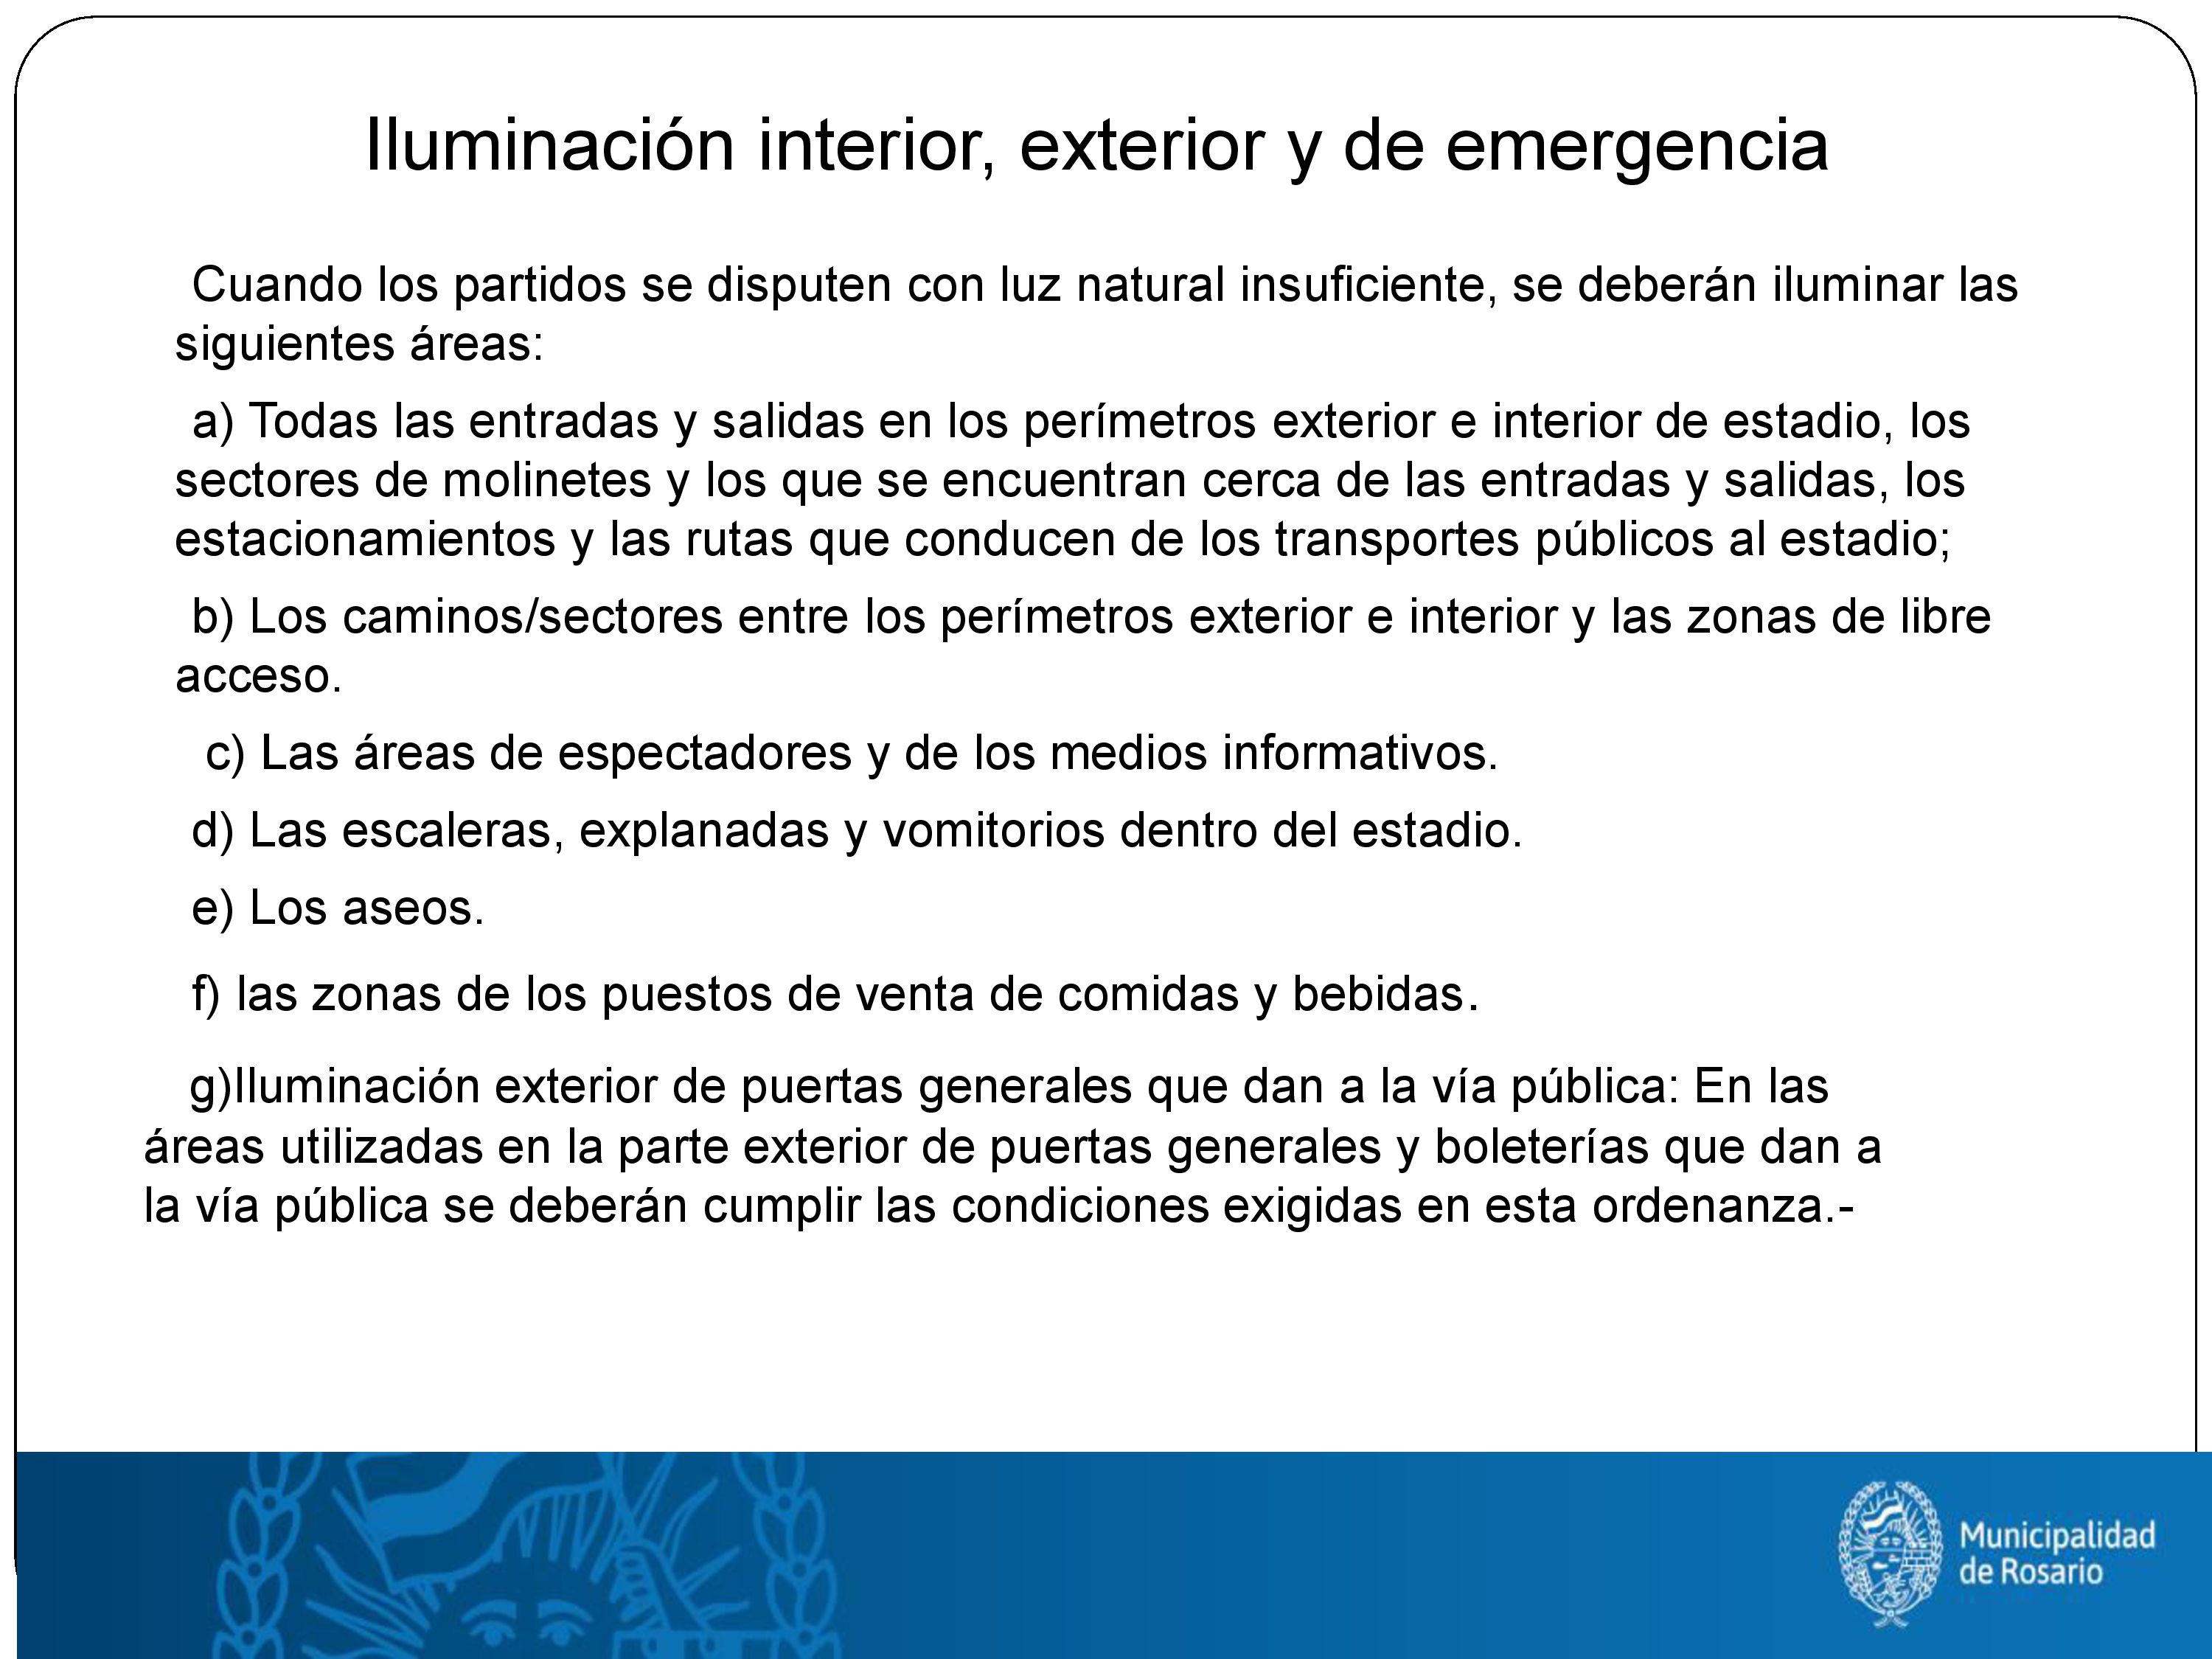 Iluminación interior, exterior y de emergencia
Cuando los partidos se disputen con luz natural insuficiente, se deberán iluminar las
siguientes áreas:
a) Todas las entradas y salidas en los perímetros exterior e interior de estadio, los
sectores de molinetes y los que se encuentran cerca de las entradas y salidas, los
estacionamientos y las rutas que conducen de los transportes públicos al estadio;
b) Los caminos/sectores entre los perímetros exterior e interior y las zonas de libre
acceso.
c) Las áreas de espectadores y de los medios informativos.
d) Las escaleras, explanadas y vomitorios dentro del estadio.
e) Los aseos.
f) las zonas de los puestos de venta de comidas y bebidas.
g)Iluminación exterior de puertas generales que dan a la vía pública: En las
áreas utilizadas en la parte exterior de puertas generales y boleterías que dan a
la vía pública se deberán cumplir las condiciones exigidas en esta ordenanza.-
Municipalidad
de Rosario